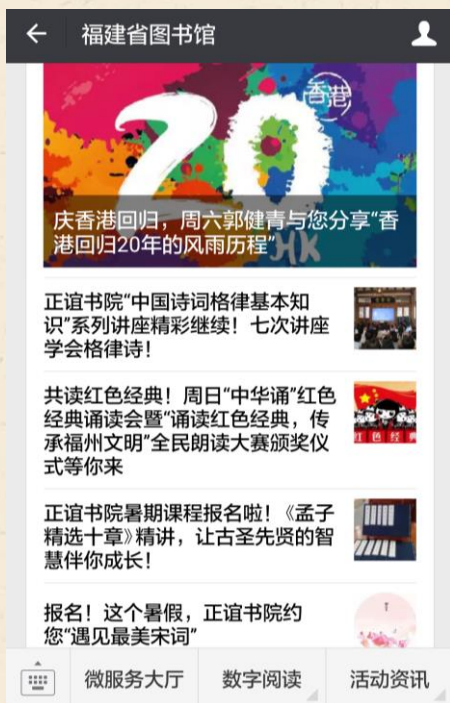 福建省图书馆
20
香港
HK
庆香港回归，周六郭健青与您分享“香
港回归20年的风雨历程”
正谊书院“中国诗词格律基本知
识”系列讲座精彩继续！七次讲座
学会格律诗！
共读红色经典！周日“中华诵”红色
经典诵读会暨“诵读红色经典，传
承福州文明”全民朗读大赛颁奖仪
式等你来
红色经典
正谊书院暑期课程报名啦！《孟子
精选十章》精讲，让古圣先贤的智
慧伴你成长！
报名！这个暑假，正谊书院约
您“遇见最美宋词”
微服务大厅
数字阅读
活动资讯